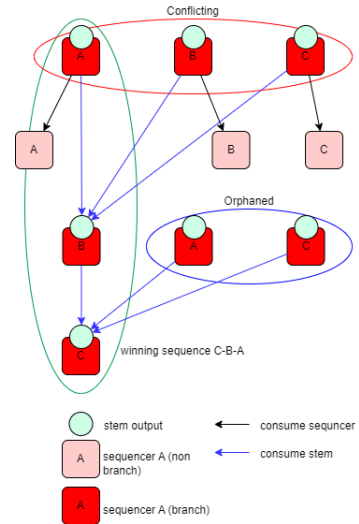 Conflicting
A
B
C
A
B
C
Orphaned
B
A
C
C
winning sequence C-B-A
stem output
consume sequncer
A
sequencer A (non
branch)
consume stem
A
sequencer A (branch)